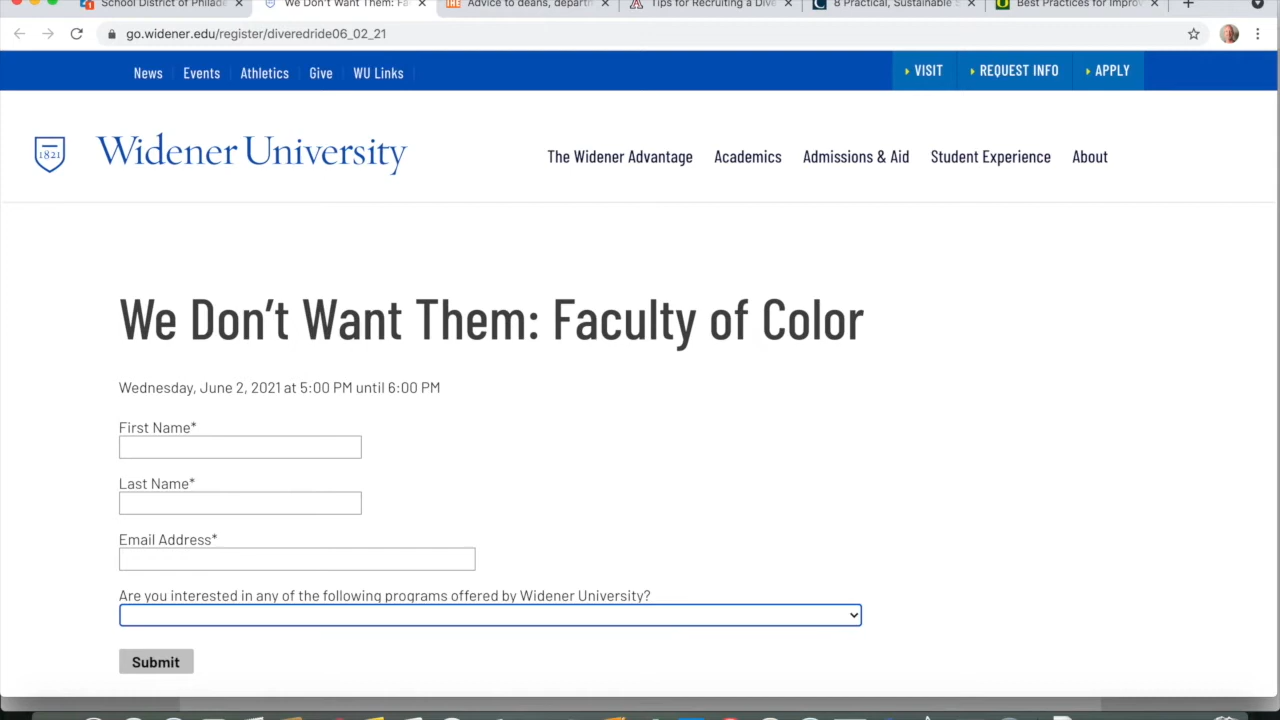 School District of Philade
We Don't Want Them: Fa
Advice to deans, departm
Tips for Recruiting a Dive
8 Practical, Sustainable S
Best Practices for Improv
go.widener.edu/register/diveredride06_02_21
News Events Athletics Give WU Links
VISIT REQUEST INFO APPLY
1821
Widener University
The Widener Advantage Academics Admissions & Aid Student Experience About
We Don’t Want Them: Faculty of Color
Wednesday, June 2, 2021 at 5:00 PM until 6:00 PM
First Name*
Last Name*
Email Address*
Are you interested in any of the following programs offered by Widener University?
Submit